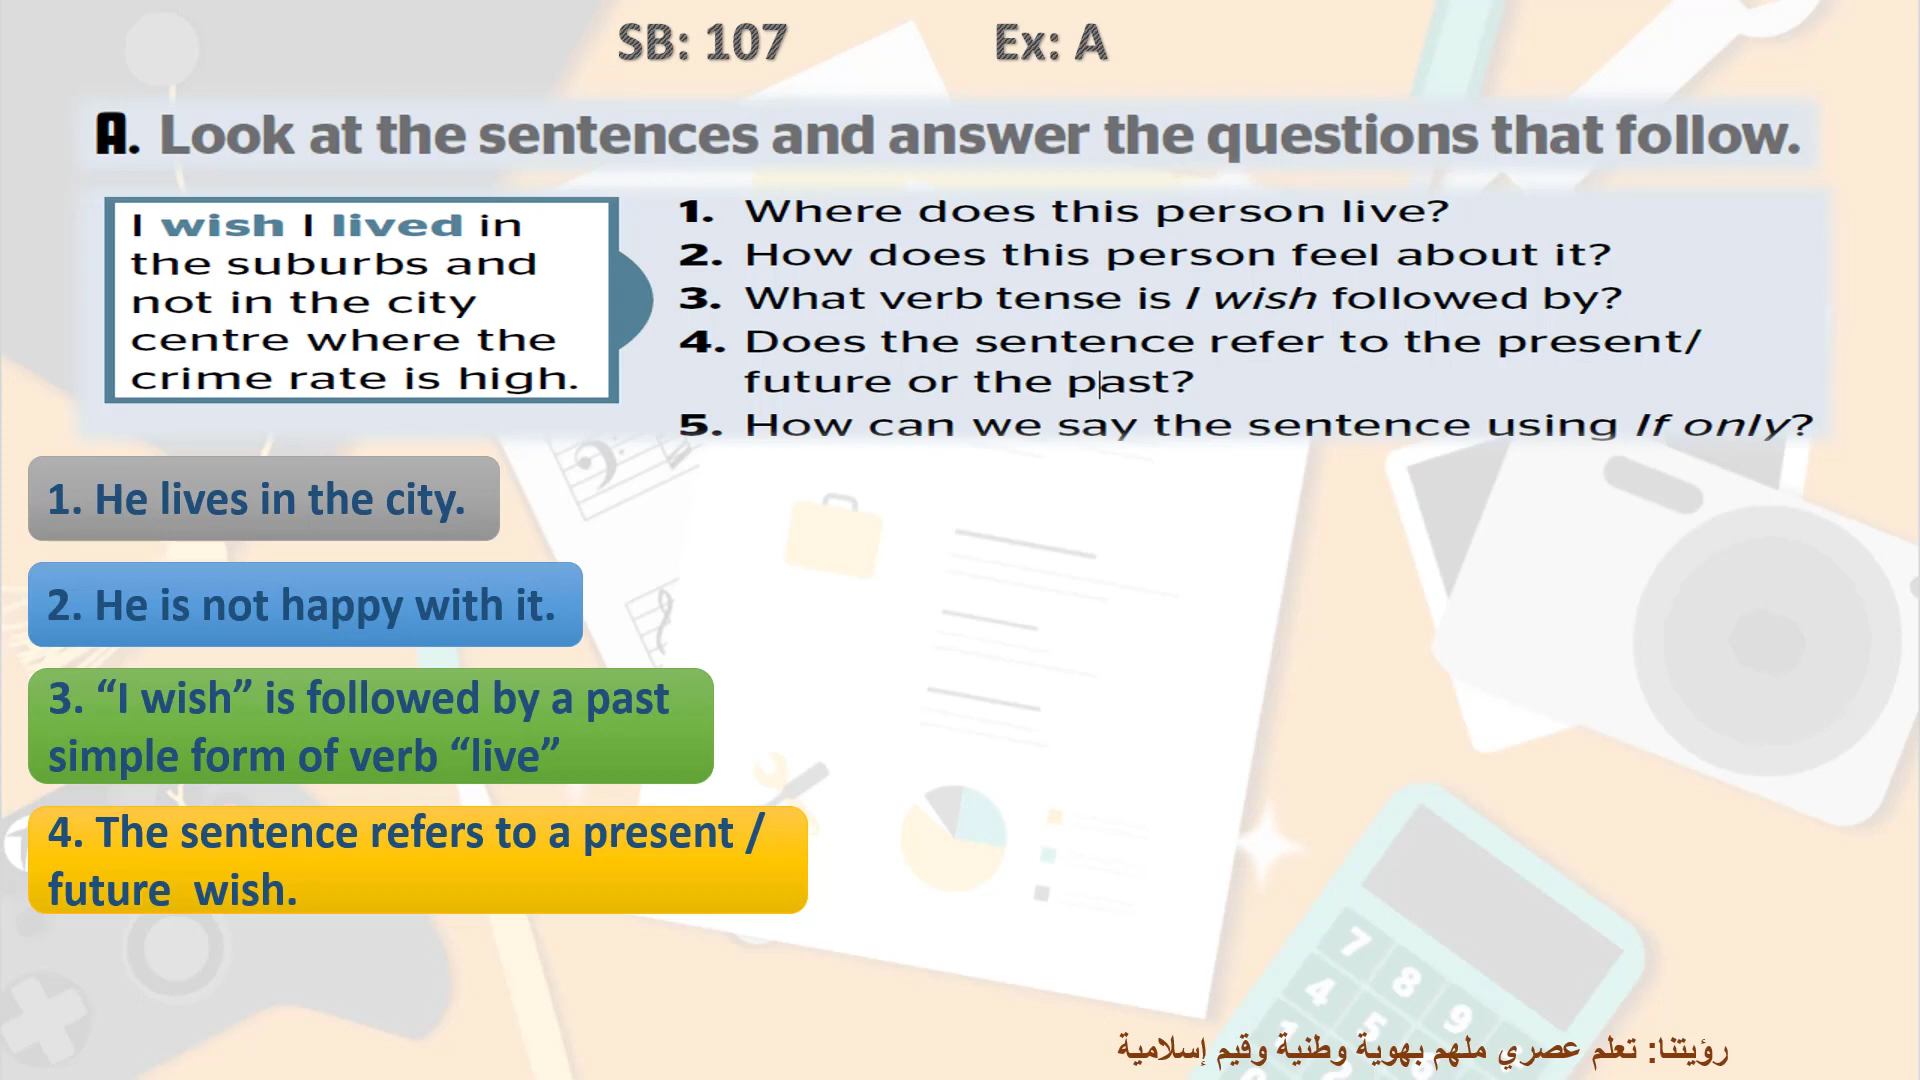 SB: 107 Ex: A
A. Look at the sentences and answer the questions that follow.
I wish I lived in
the suburbs and
not in the city
centre where the
crime rate is high.
1. Where does this person live?
2. How does this person feel about it?
3. What verb tense is I wish followed by?
4. Does the sentence refer to the present/
future or the past?
5. How can we say the sentence using If only?
1. He lives in the city.
2. He is not happy with it.
3. “I wish” is followed by a past
simple form of verb “live”
4. The sentence refers to a present /
future wish.
7 8 9
4 5
رؤيتنا: تعلم عصري ملهم بهوية وطنية وقيم إسلامية